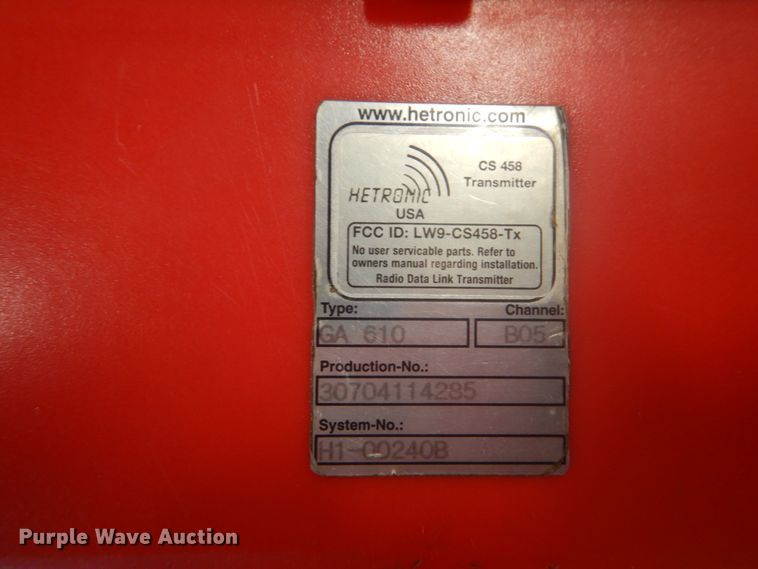 www.hetronic.com
HETRONIC
USA
CS 458
Transmitter
FCC ID: LW9-CS458-Tx
No user servicable parts. Refer to
owners manual regarding installation.
Radio Data Link Transmitter
Type: Channel:
GA 610 B05
Production-No.:
30704114285
System-No.:
H1-00240B
Purple Wave Auction